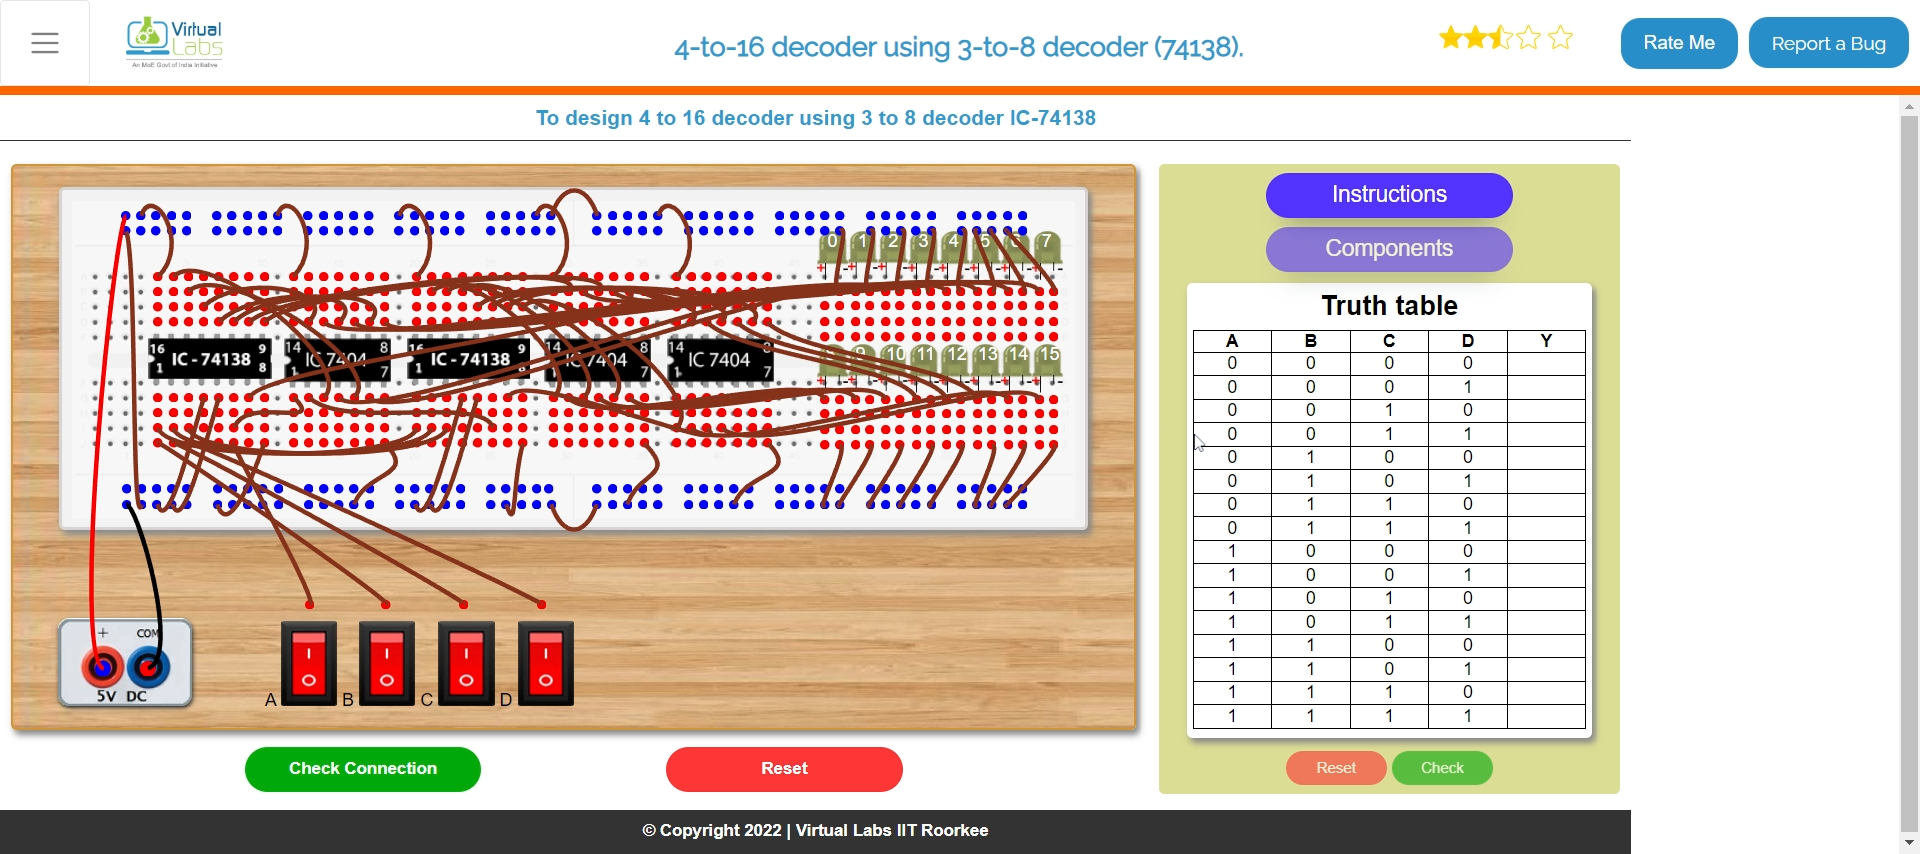 Virtual
Labs
An MoE Govt of India Initiative
4-to-16 decoder using 3-to-8 decoder (74138).
Rate Me
Report a Bug
To design 4 to 16 decoder using 3 to 8 decoder IC-74138
Instructions
Components
0 1 2 3 4 5 6 7
Truth table
A B C D Y
0 0 0 0
0 0 0 1
0 0 1 0
0 0 1 1
0 1 0 0
0 1 0 1
0 1 1 0
0 1 1 1
1 0 0 0
1 0 0 1
1 0 1 0
1 0 1 1
1 1 0 0
1 1 0 1
1 1 1 0
1 1 1 1
16 9 14 8 16 9 14 8 14 8
IC - 74138 IC 7404 IC - 74138 IC 7404 IC 7404
1 8 1 7 1 8 1 7 1 7
9 10 11 12 13 14 15
+ COM
5V DC
A B C D
Check Connection
Reset
Reset
Check
© Copyright 2022 | Virtual Labs IIT Roorkee